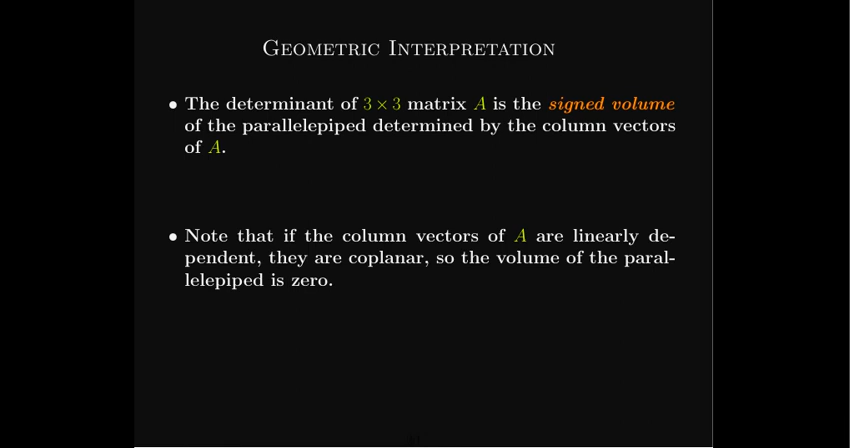 Geometric Interpretation
• The determinant of 3 × 3 matrix A is the signed volume
of the parallelepiped determined by the column vectors
of A.
• Note that if the column vectors of A are linearly de-
pendent, they are coplanar, so the volume of the paral-
lelepiped is zero.